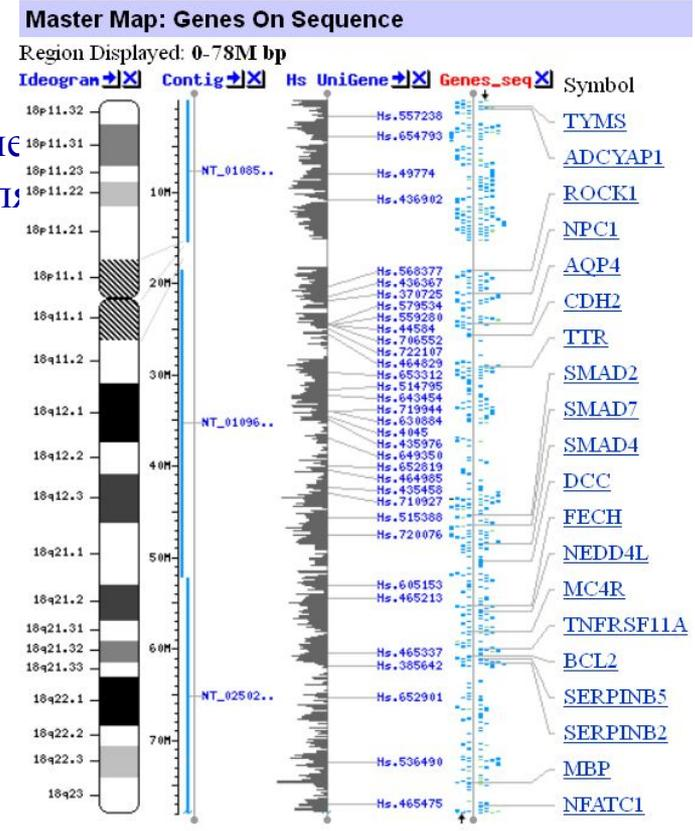 Master Map: Genes On Sequence
Region Displayed: 0-78M bp
Ideogram Contig Hs UniGene Genes_seq Symbol
18p11.32
18p11.31
18p11.23
18p11.22
18p11.21
18p11.1
18q11.1
18q11.2
18q12.1
18q12.2
18q12.3
18q21.1
18q21.2
18q21.31
18q21.32
18q21.33
18q22.1
18q22.2
18q22.3
18q23
10M
20M
30M
40M
50M
60M
70M
NT_01085..
NT_01096..
NT_02502..
Hs.557238
Hs.654793
Hs.49774
Hs.436902
Hs.568377
Hs.436367
Hs.370725
Hs.579534
Hs.559280
Hs.44584
Hs.706552
Hs.722107
Hs.464829
Hs.653312
Hs.514795
Hs.643454
Hs.719944
Hs.630884
Hs.4045
Hs.435976
Hs.649350
Hs.652819
Hs.464985
Hs.435458
Hs.710927
Hs.515388
Hs.720076
Hs.605153
Hs.465213
Hs.465337
Hs.385642
Hs.652901
Hs.536490
Hs.465475
TYMS
ADCYAP1
ROCK1
NPC1
AQP4
CDH2
TTR
SMAD2
SMAD7
SMAD4
DCC
FECH
NEDD4L
MC4R
TNFRSF11A
BCL2
SERPINB5
SERPINB2
MBP
NFATC1